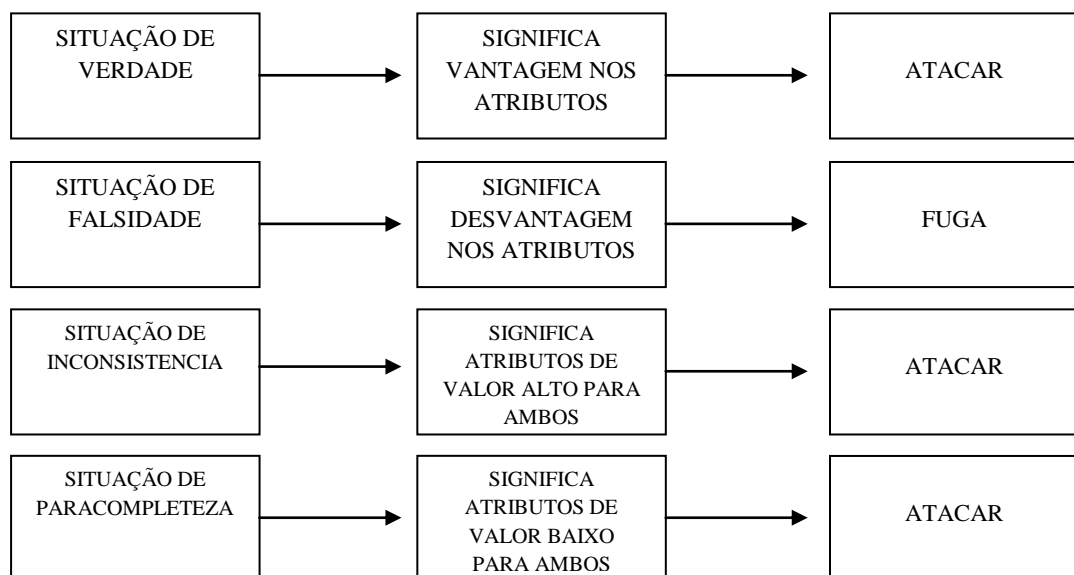 SITUAÇÃO DE
VERDADE
SIGNIFICA
VANTAGEM NOS
ATRIBUTOS
ATACAR
SITUAÇÃO DE
FALSIDADE
SIGNIFICA
DESVANTAGEM
NOS ATRIBUTOS
FUGA
SITUAÇÃO DE
INCONSISTENCIA
SIGNIFICA
ATRIBUTOS DE
VALOR ALTO PARA
AMBOS
ATACAR
SITUAÇÃO DE
PARACOMPLETEZA
SIGNIFICA
ATRIBUTOS DE
VALOR BAIXO
PARA AMBOS
ATACAR